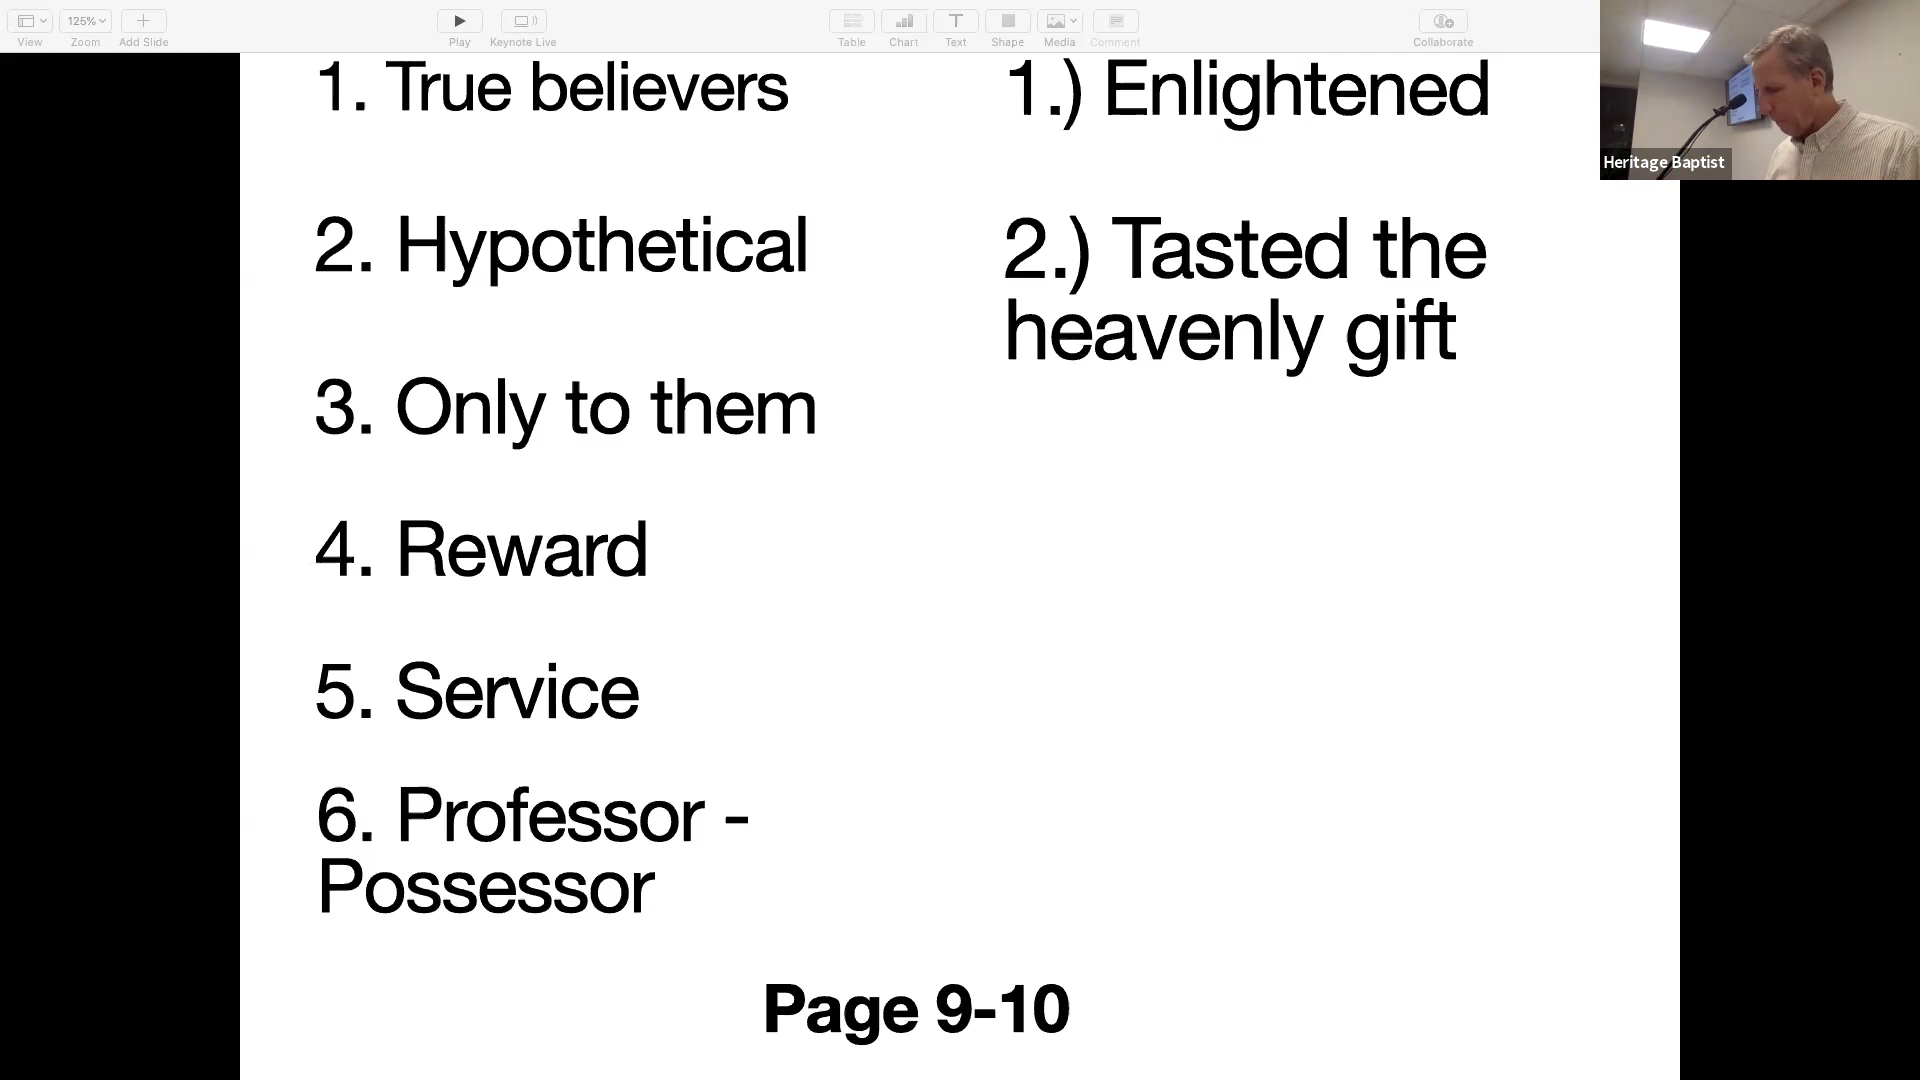 125%
View
Zoom
Add Slide
Play
Keynote Live
Table
Chart
Text
Shape
Media
Comment
Collaborate
Heritage Baptist
1. True believers
2. Hypothetical
3. Only to them
4. Reward
5. Service
6. Professor -
Possessor
1.) Enlightened
2.) Tasted the
heavenly gift
Page 9-10